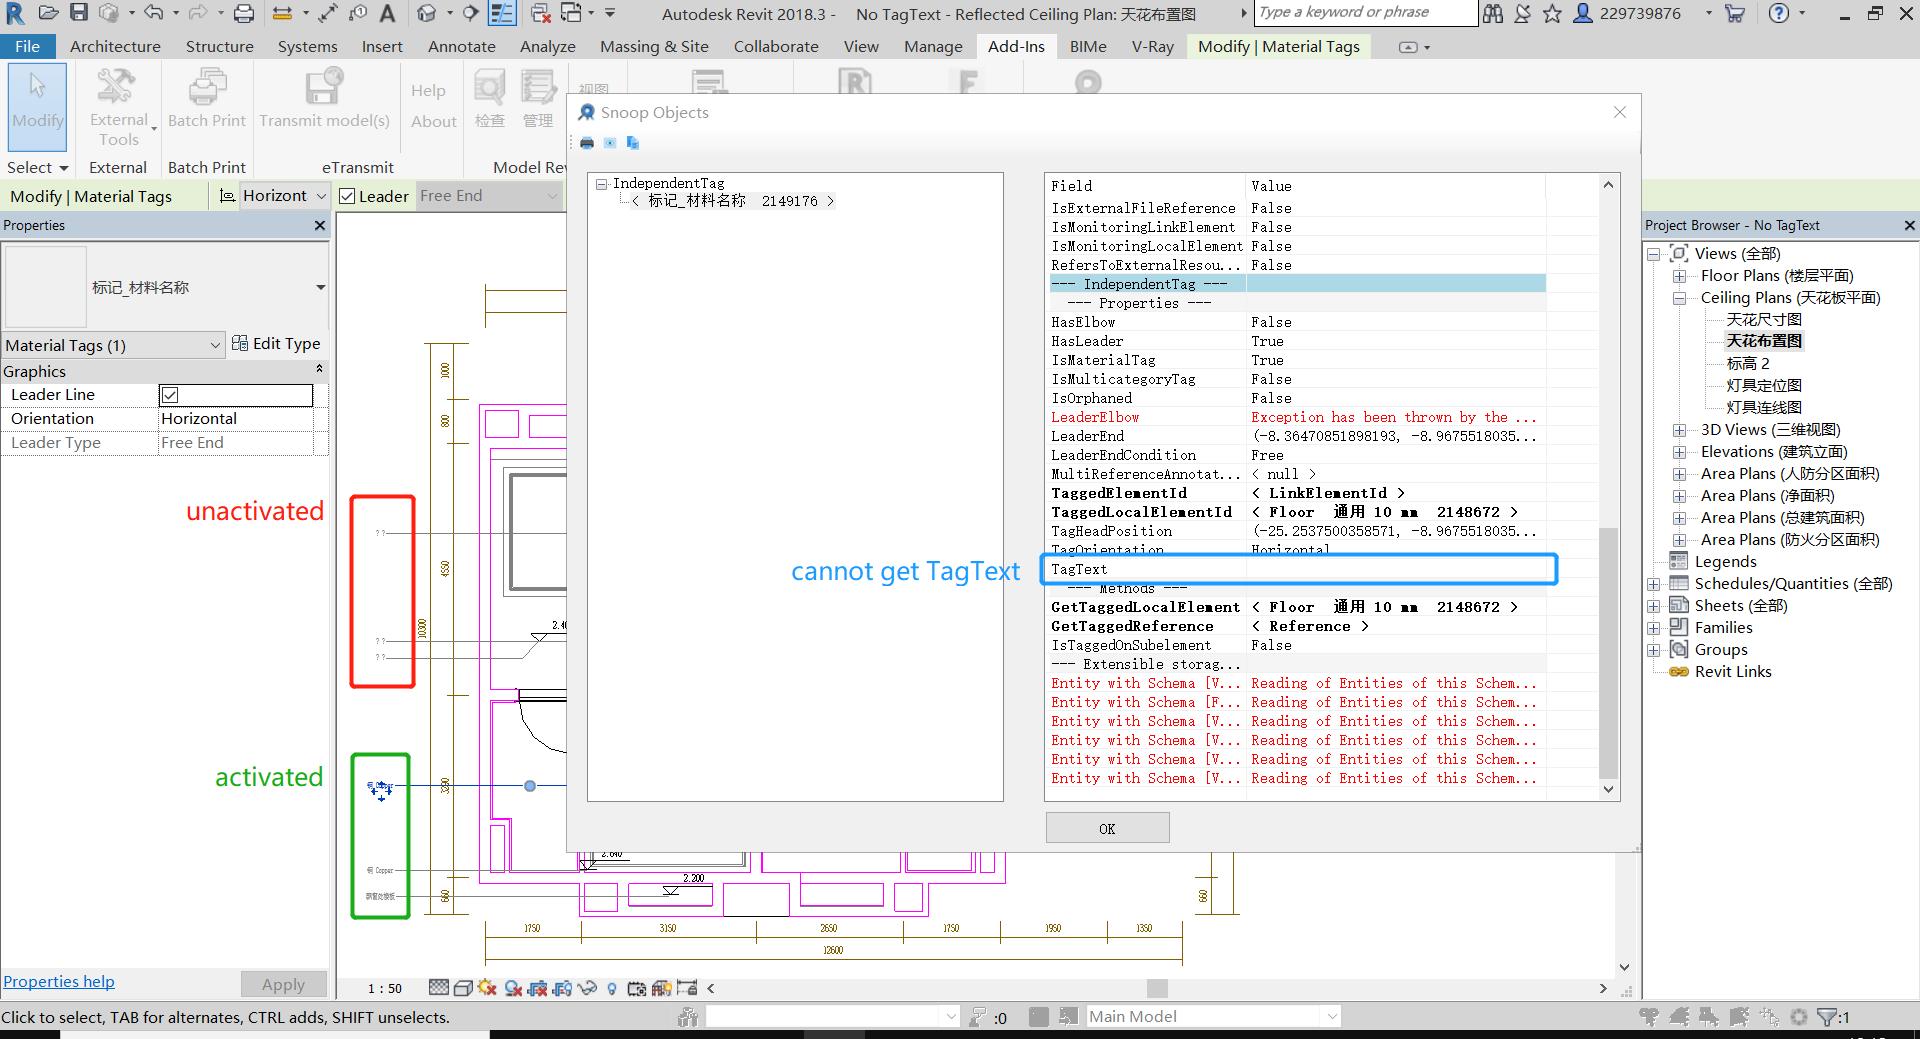 Autodesk Revit 2018.3 -    No TagText - Reflected Ceiling Plan: 天花布置图
Type a keyword or phrase
229739876
File
Architecture
Structure
Systems
Insert
Annotate
Analyze
Massing & Site
Collaborate
View
Manage
Add-Ins
BIMe
V-Ray
Modify | Material Tags
Modify
External
Tools
Batch Print
Transmit model(s)
Help
About
检查
管理
视图
Select
External
Batch Print
eTransmit
Model Re
Modify | Material Tags
Horizont
Leader
Free End
Properties
标记_材料名称
Material Tags (1)
Edit Type
Graphics
Leader Line
Orientation
Horizontal
Leader Type
Free End
unactivated
activated
cannot get TagText
Properties help
Apply
Snoop Objects
IndependentTag
< 标记_材料名称  2149176 >
Field Value
IsExternalFileReference False
IsMonitoringLinkElement False
IsMonitoringLocalElement False
RefersToExternalResou... False
--- IndependentTag ---
--- Properties ---
HasElbow False
HasLeader True
IsMaterialTag True
IsMulticategoryTag False
IsOrphaned False
LeaderElbow Exception has been thrown by the ...
LeaderEnd (-8.36470851898193, -8.9675518035...
LeaderEndCondition Free
MultiReferenceAnnotat... < null >
TaggedElementId < LinkElementId >
TaggedLocalElementId < Floor  通用 10 mm  2148672 >
TagHeadPosition (-25.2537500358571, -8.9675518035...
TagOrientation Horizontal
TagText
--- Methods ---
GetTaggedLocalElement < Floor  通用 10 mm  2148672 >
GetTaggedReference < Reference >
IsTaggedOnSubelement False
--- Extensible storag...
Entity with Schema [V... Reading of Entities of this Schem...
Entity with Schema [F... Reading of Entities of this Schem...
Entity with Schema [V... Reading of Entities of this Schem...
Entity with Schema [V... Reading of Entities of this Schem...
Entity with Schema [V... Reading of Entities of this Schem...
Entity with Schema [V... Reading of Entities of this Schem...
OK
1000
800
4550
10300
3290
660
? ?
? ?
? ?
2.4
铜 Copper
2.640
2.200
660
1750
3150
2650
1750
1950
1350
12600
Project Browser - No TagText
Views (全部)
Floor Plans (楼层平面)
Ceiling Plans (天花板平面)
天花尺寸图
天花布置图
标高 2
灯具定位图
灯具连线图
3D Views (三维视图)
Elevations (建筑立面)
Area Plans (人防分区面积)
Area Plans (净面积)
Area Plans (总建筑面积)
Area Plans (防火分区面积)
Legends
Schedules/Quantities (全部)
Sheets (全部)
Families
Groups
Revit Links
1 : 50
Click to select, TAB for alternates, CTRL adds, SHIFT unselects.
:0
Main Model
:1